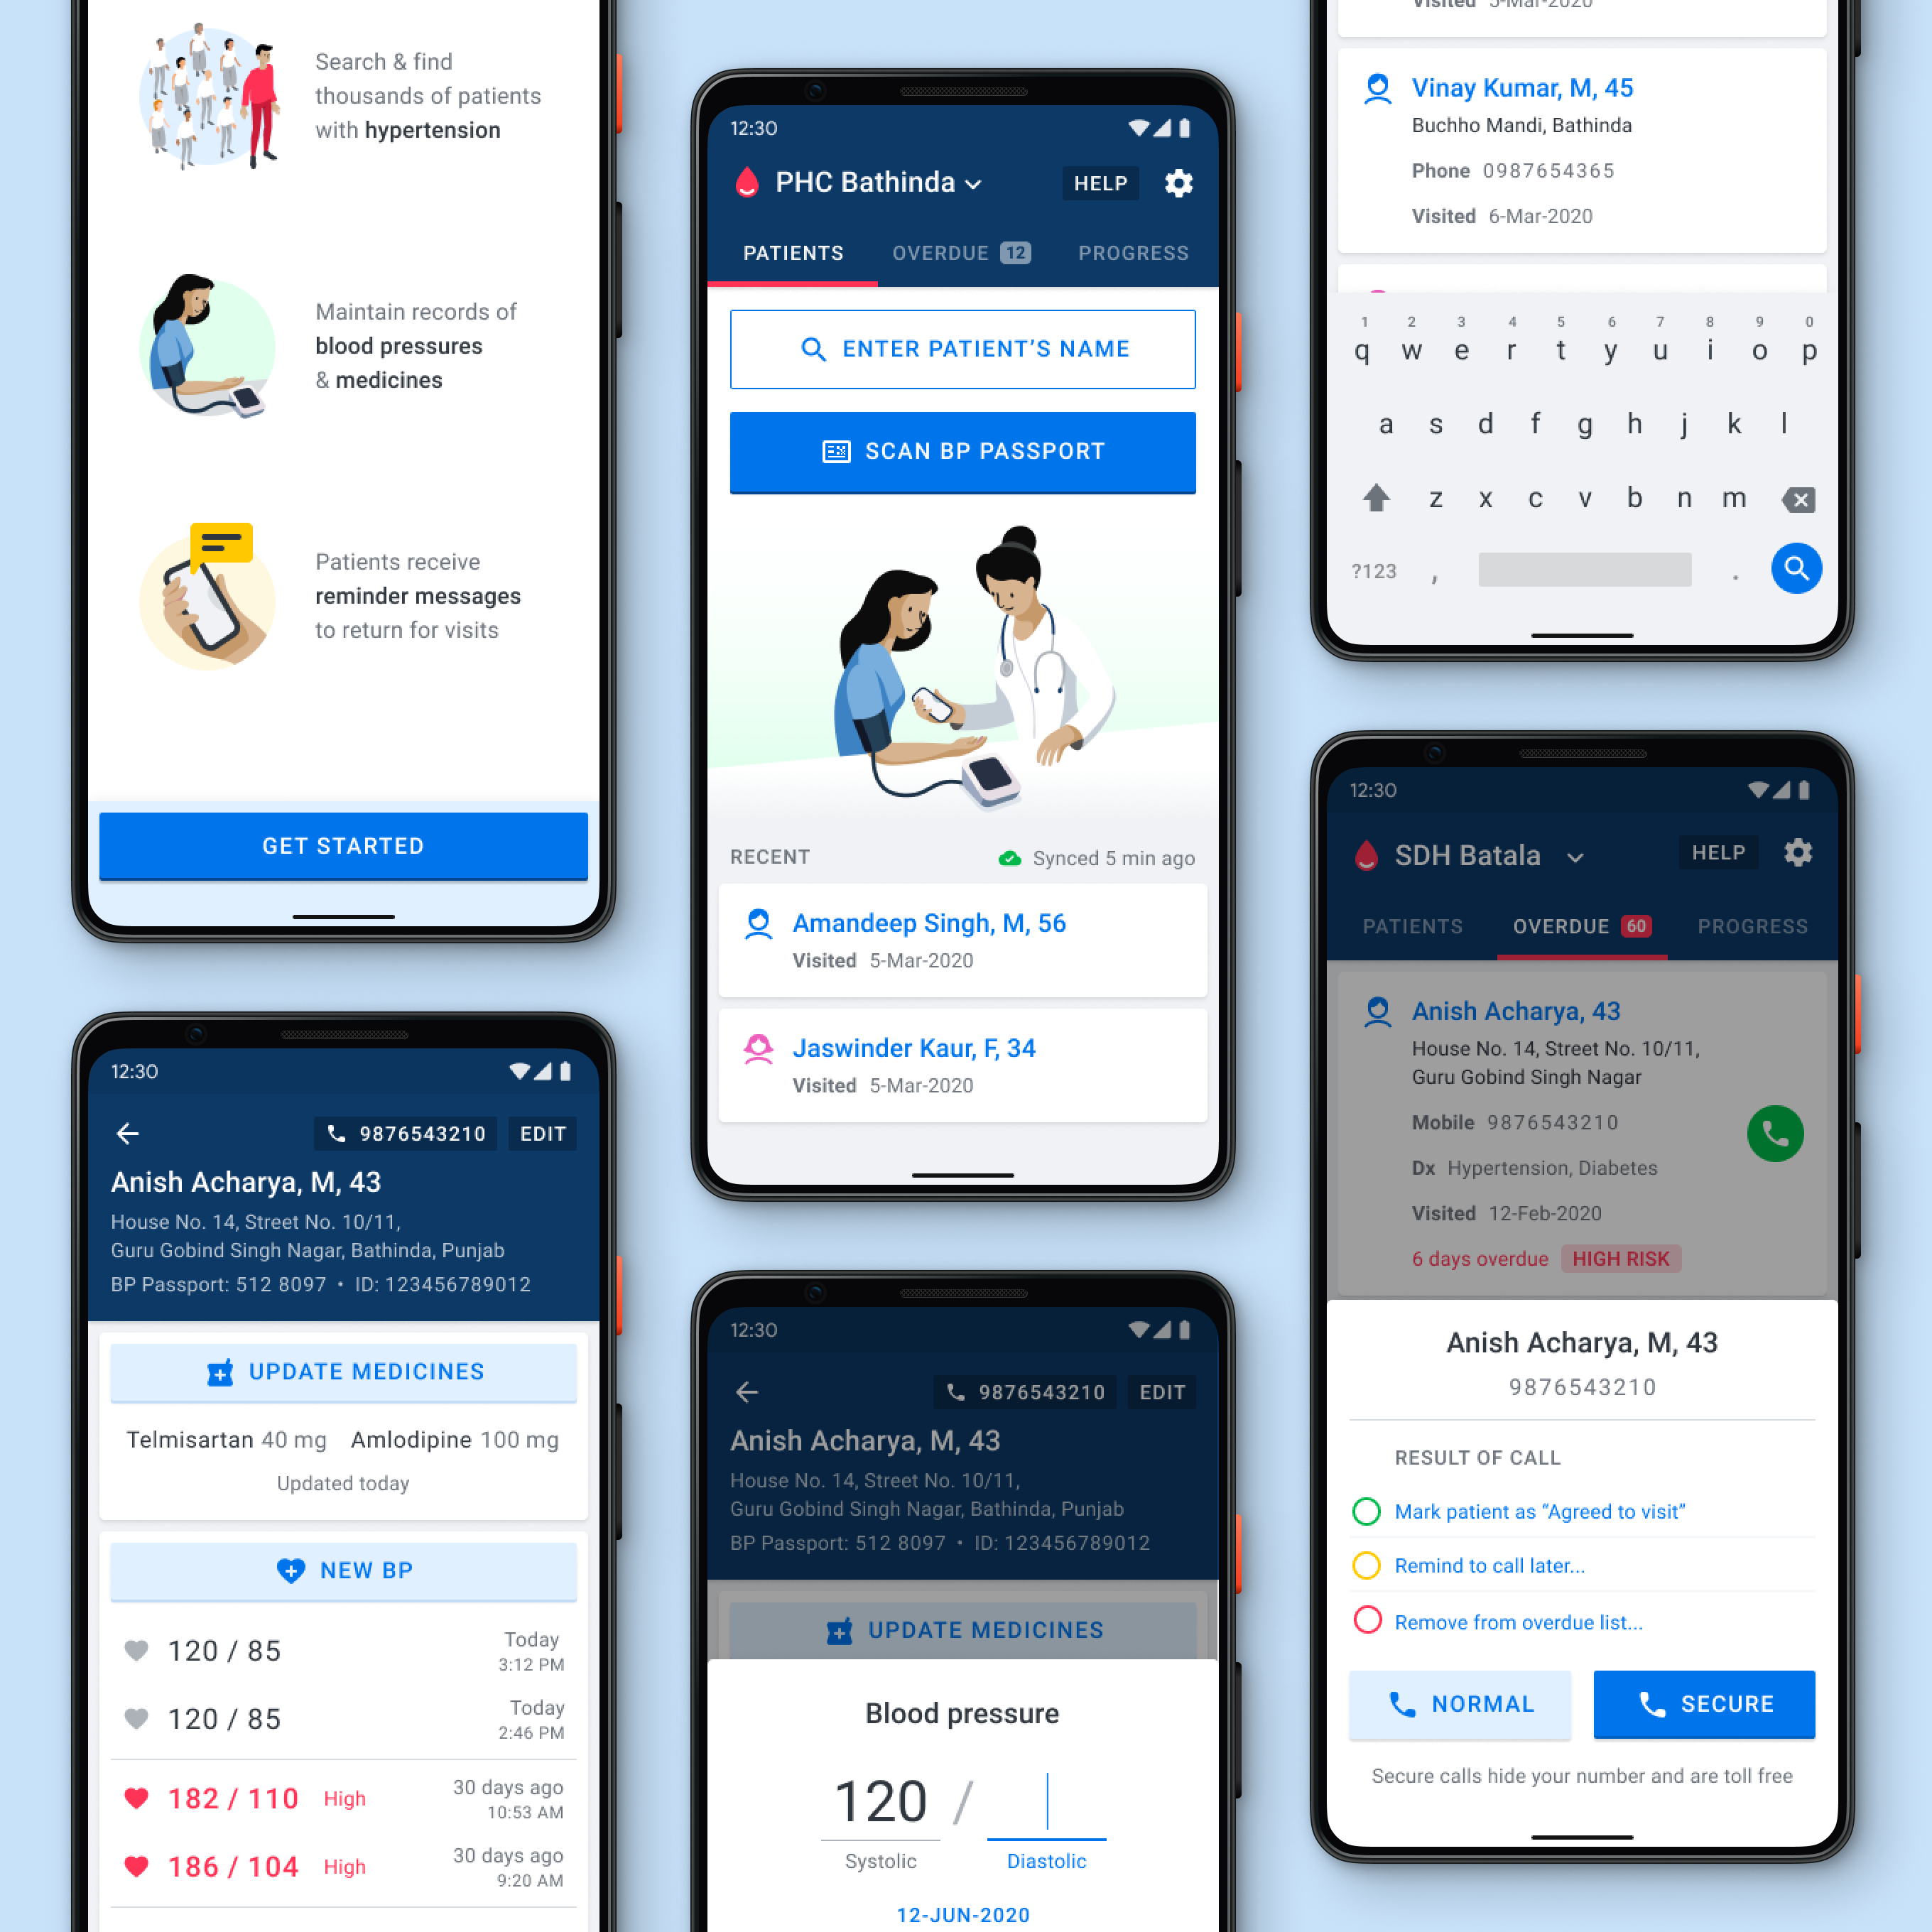 Search & find
thousands of patients
with hypertension
Maintain records of
blood pressures
& medicines
Patients receive
reminder messages
to return for visits
GET STARTED
12:30
9876543210 EDIT
Anish Acharya, M, 43
House No. 14, Street No. 10/11,
Guru Gobind Singh Nagar, Bathinda, Punjab
BP Passport: 512 8097 • ID: 123456789012
UPDATE MEDICINES
Telmisartan 40 mg Amlodipine 100 mg
Updated today
NEW BP
120 / 85 Today
3:12 PM
120 / 85 Today
2:46 PM
182 / 110 High 30 days ago
10:53 AM
186 / 104 High 30 days ago
9:20 AM
12:30
PHC Bathinda HELP
PATIENTS OVERDUE 12 PROGRESS
ENTER PATIENT’S NAME
SCAN BP PASSPORT
RECENT Synced 5 min ago
Amandeep Singh, M, 56
Visited 5-Mar-2020
Jaswinder Kaur, F, 34
Visited 5-Mar-2020
12:30
9876543210 EDIT
Anish Acharya, M, 43
House No. 14, Street No. 10/11,
Guru Gobind Singh Nagar, Bathinda, Punjab
BP Passport: 512 8097 • ID: 123456789012
UPDATE MEDICINES
Blood pressure
120 /
Systolic Diastolic
12-JUN-2020
Visited 5-Mar-2020
Vinay Kumar, M, 45
Buchho Mandi, Bathinda
Phone 0987654365
Visited 6-Mar-2020
1 2 3 4 5 6 7 8 9 0
q w e r t y u i o p
a s d f g h j k l
z x c v b n m
?123 , .
12:30
SDH Batala HELP
PATIENTS OVERDUE 60 PROGRESS
Anish Acharya, 43
House No. 14, Street No. 10/11,
Guru Gobind Singh Nagar
Mobile 9876543210
Dx Hypertension, Diabetes
Visited 12-Feb-2020
6 days overdue HIGH RISK
Anish Acharya, M, 43
9876543210
RESULT OF CALL
Mark patient as “Agreed to visit”
Remind to call later...
Remove from overdue list...
NORMAL SECURE
Secure calls hide your number and are toll free